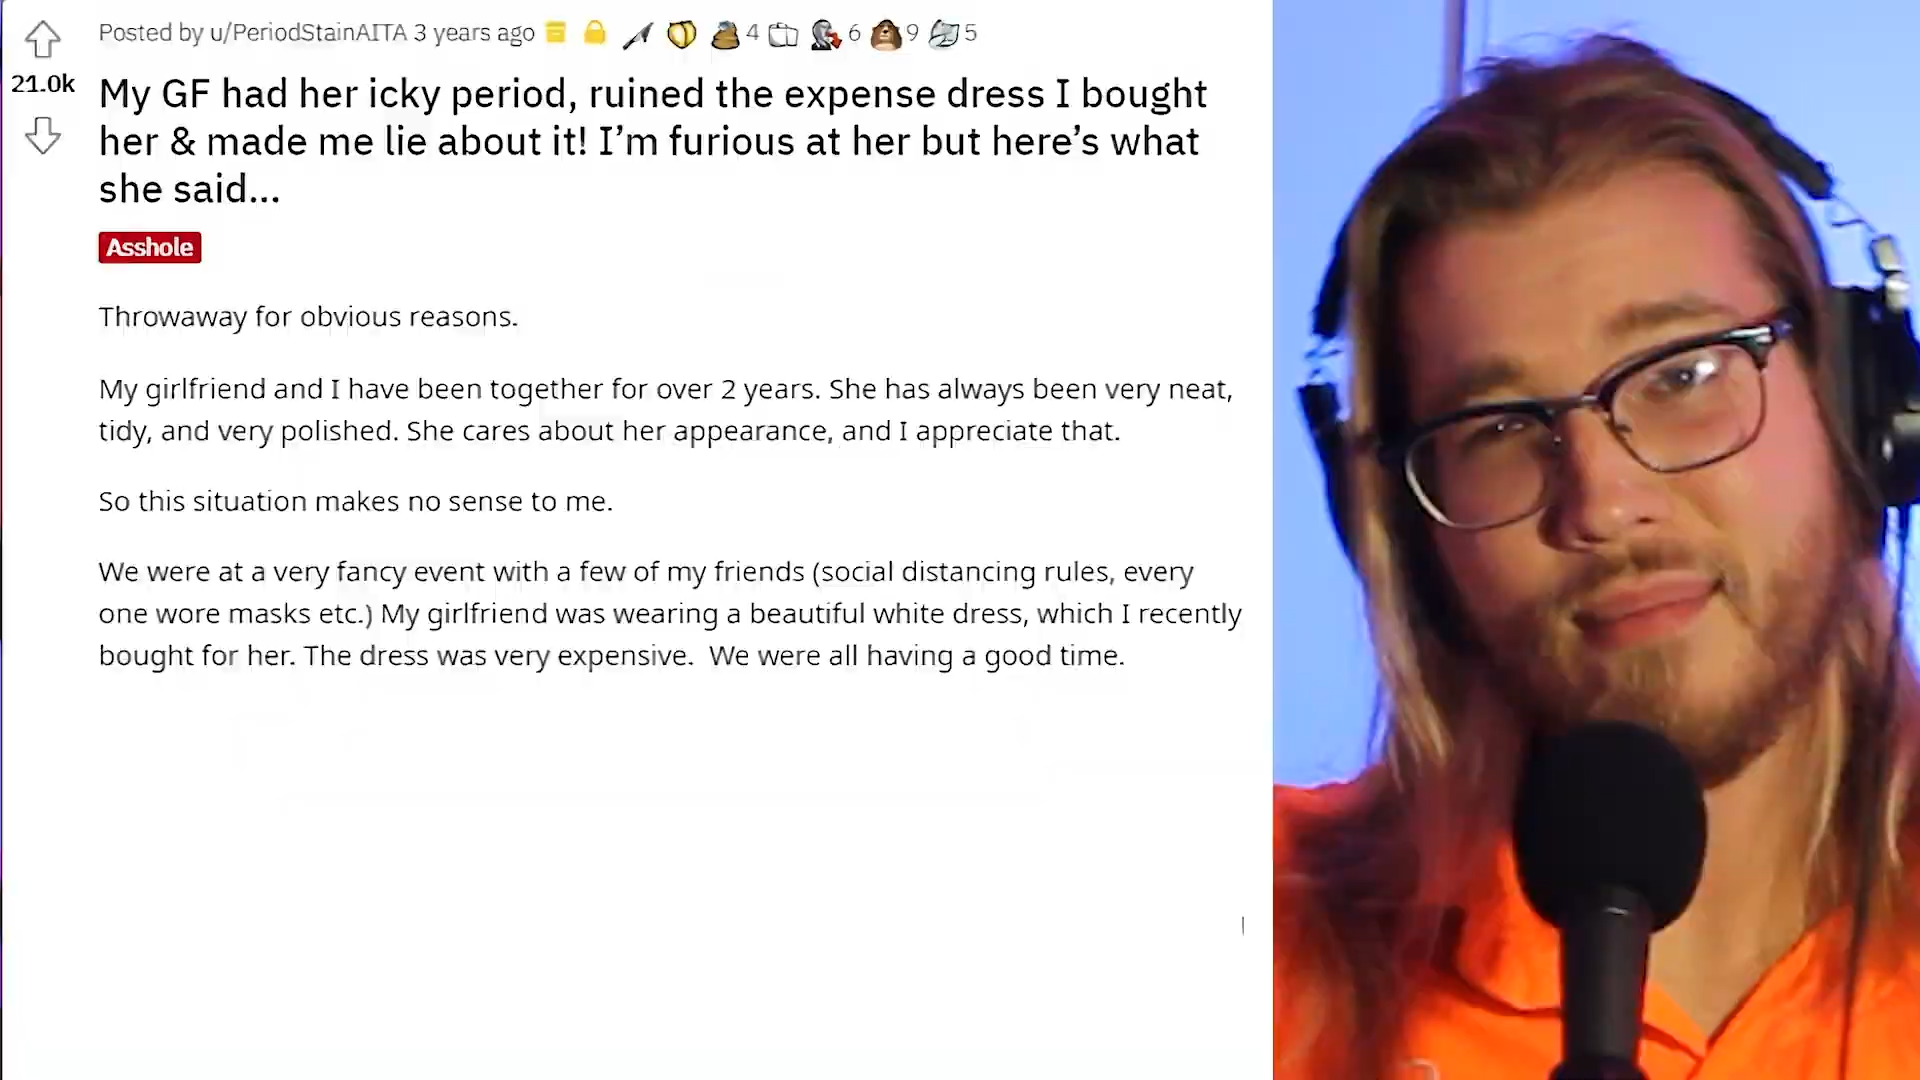 Posted by u/PeriodStainAITA 3 years ago 4 6 9 5
21.0k
My GF had her icky period, ruined the expense dress I bought
her & made me lie about it! I’m furious at her but here’s what
she said...
Asshole
Throwaway for obvious reasons.
My girlfriend and I have been together for over 2 years. She has always been very neat,
tidy, and very polished. She cares about her appearance, and I appreciate that.
So this situation makes no sense to me.
We were at a very fancy event with a few of my friends (social distancing rules, every
one wore masks etc.) My girlfriend was wearing a beautiful white dress, which I recently
bought for her. The dress was very expensive. We were all having a good time.